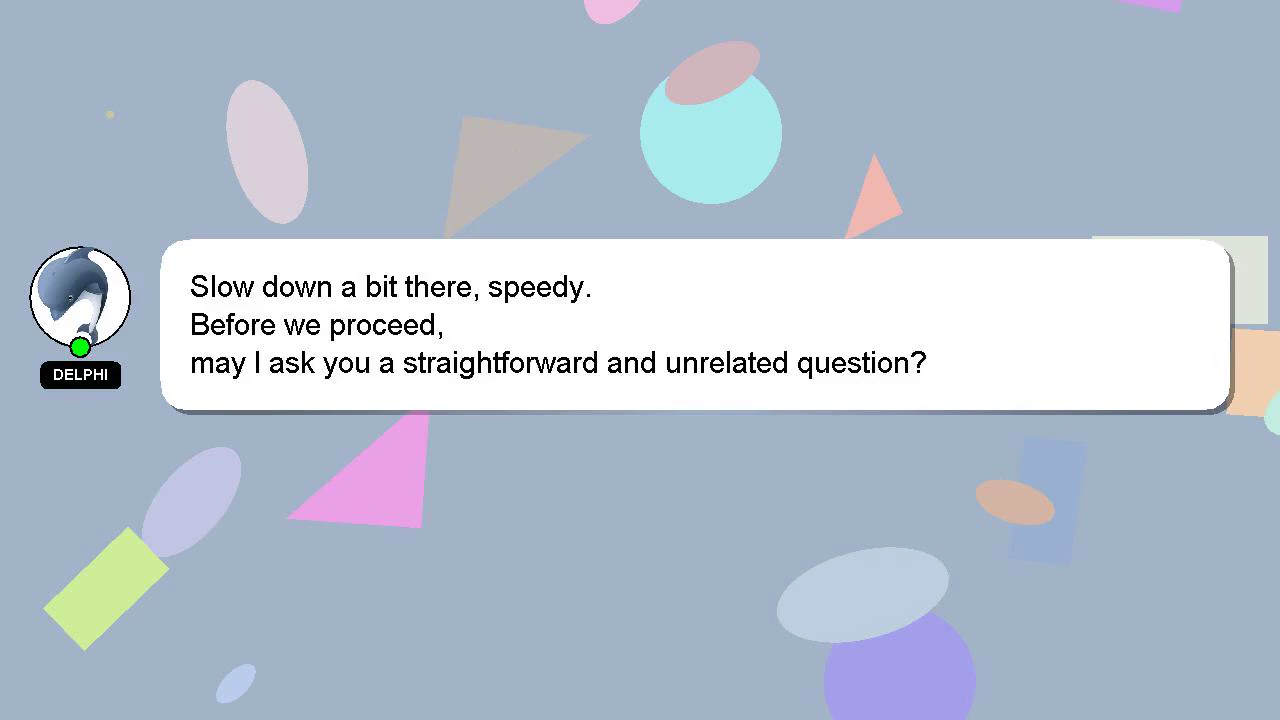 Slow down a bit there, speedy.
Before we proceed,
may I ask you a straightforward and unrelated question?
DELPHI